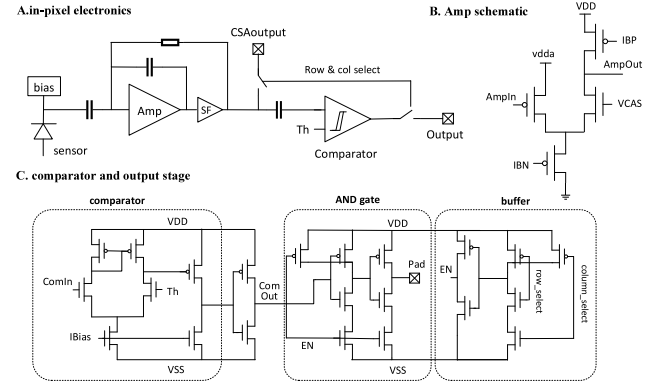 A.in-pixel electronics
CSAoutput
Row & col select
bias
Amp
SF
Th
Comparator
Output
sensor
B. Amp schematic
VDD
IBP
vdda
AmpOut
AmpIn
VCAS
IBN
C. comparator and output stage
comparator
AND gate
buffer
VDD
VDD
ComIn
Th
Com
Out
Pad
EN
row_select
column_select
IBias
EN
VSS
VSS